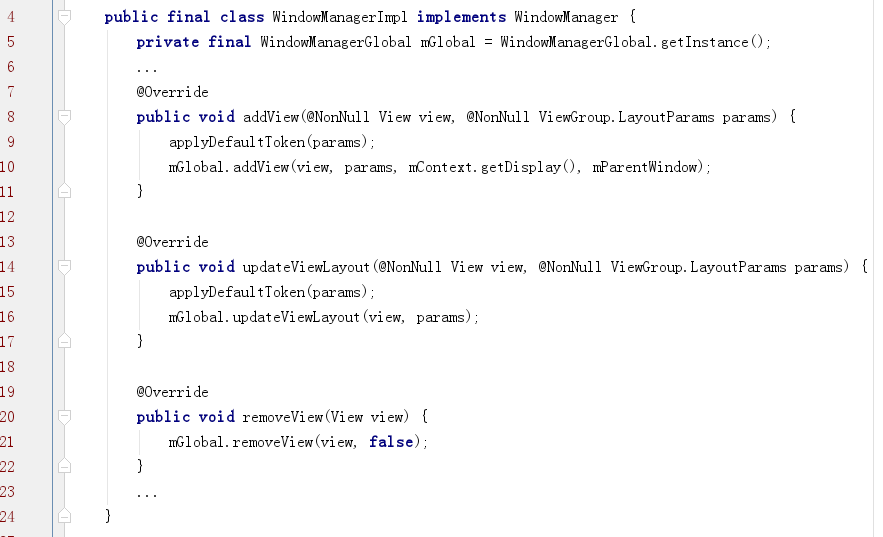 4 public final class WindowManagerImpl implements WindowManager {
5 private final WindowManagerGlobal mGlobal = WindowManagerGlobal.getInstance();
6 ...
7 @Override
8 public void addView(@NonNull View view, @NonNull ViewGroup.LayoutParams params) {
9 applyDefaultToken(params);
10 mGlobal.addView(view, params, mContext.getDisplay(), mParentWindow);
11 }
12
13 @Override
14 public void updateViewLayout(@NonNull View view, @NonNull ViewGroup.LayoutParams params) {
15 applyDefaultToken(params);
16 mGlobal.updateViewLayout(view, params);
17 }
18
19 @Override
20 public void removeView(View view) {
21 mGlobal.removeView(view, false);
22 }
23 ...
24 }